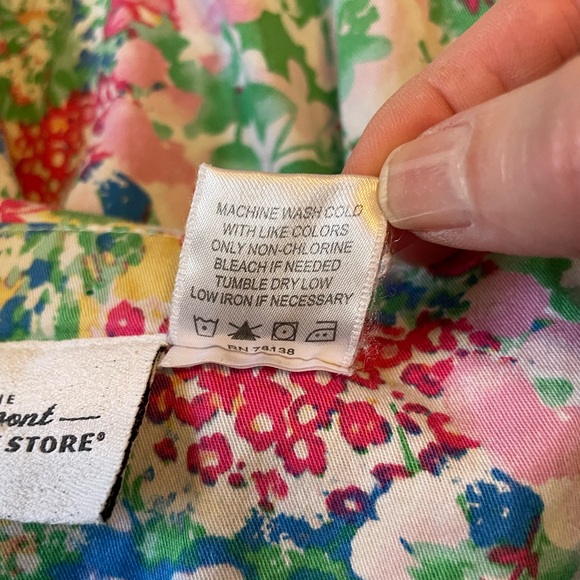 MACHINE WASH COLD
WITH LIKE COLORS
ONLY NON-CHLORINE
BLEACH IF NEEDED
TUMBLE DRY LOW
LOW IRON IF NECESSARY
RN 76138
STORE®